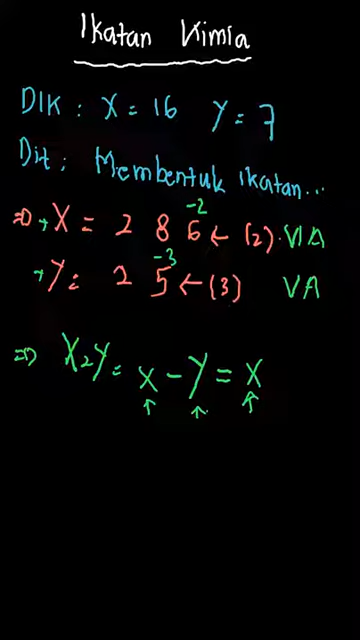 Ikatan Kimia
DIK : X = 16 Y = 7
Dit : Membentuk Ikatan...
⇒ → X = 2 8 6⁻² ← (2) · VIA
→ Y = 2 5⁻³ ← (3) VA
⇒ X₂Y = X - Y = X
↑ ↑ ↑